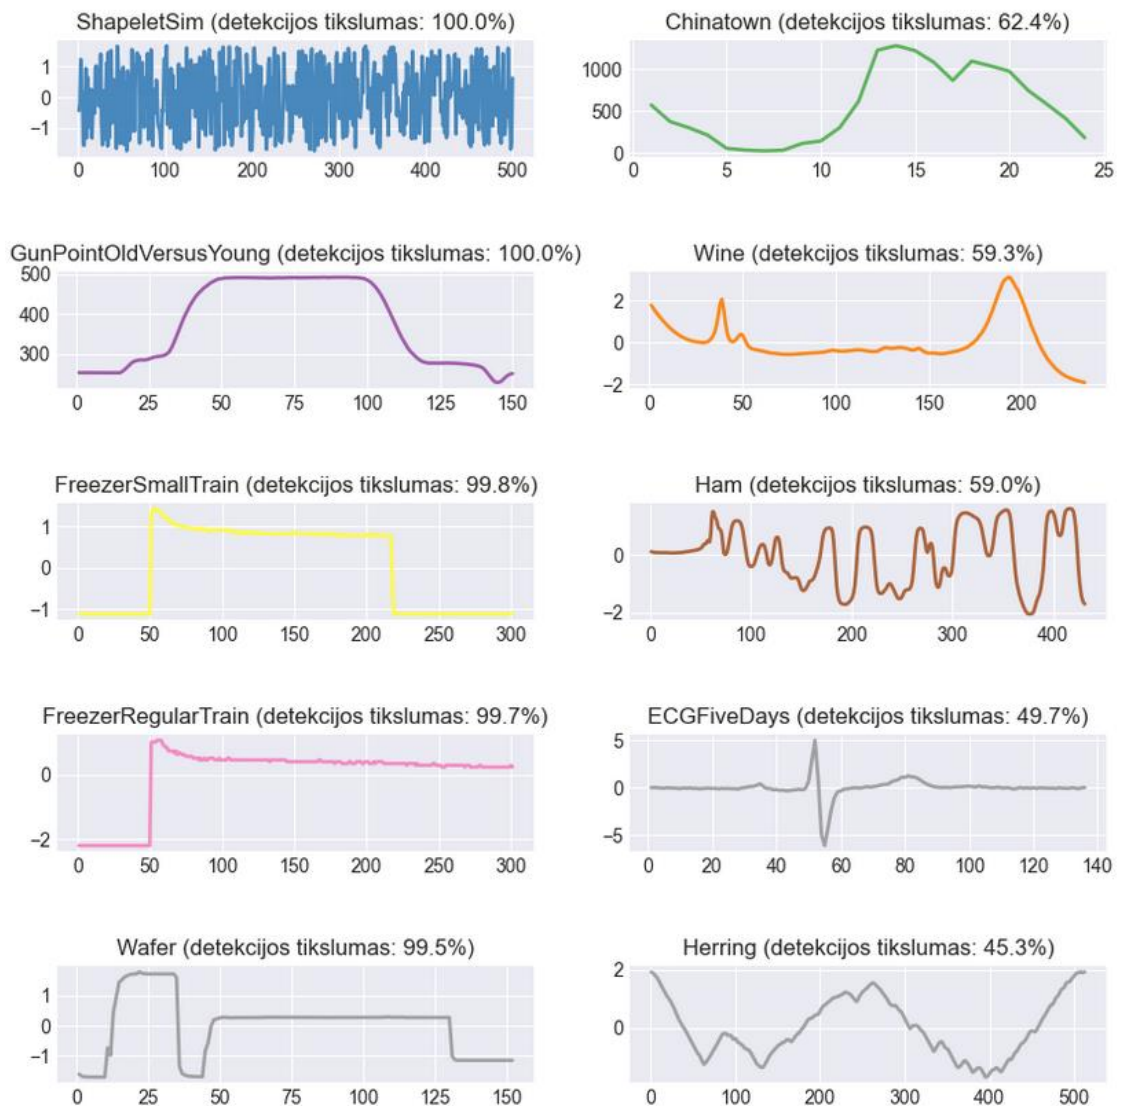 ShapeletSim (detekcijos tikslumas: 100.0%)
1
0
−1
0 100 200 300 400 500
Chinatown (detekcijos tikslumas: 62.4%)
1000
500
0
0 5 10 15 20 25
GunPointOldVersusYoung (detekcijos tikslumas: 100.0%)
500
400
300
0 25 50 75 100 125 150
Wine (detekcijos tikslumas: 59.3%)
2
0
−2
0 50 100 150 200
FreezerSmallTrain (detekcijos tikslumas: 99.8%)
1
0
−1
0 50 100 150 200 250 300
Ham (detekcijos tikslumas: 59.0%)
0
−2
0 100 200 300 400
FreezerRegularTrain (detekcijos tikslumas: 99.7%)
0
−2
0 50 100 150 200 250 300
ECGFiveDays (detekcijos tikslumas: 49.7%)
5
0
−5
0 20 40 60 80 100 120 140
Wafer (detekcijos tikslumas: 99.5%)
1
0
−1
0 25 50 75 100 125 150
Herring (detekcijos tikslumas: 45.3%)
2
0
0 100 200 300 400 500